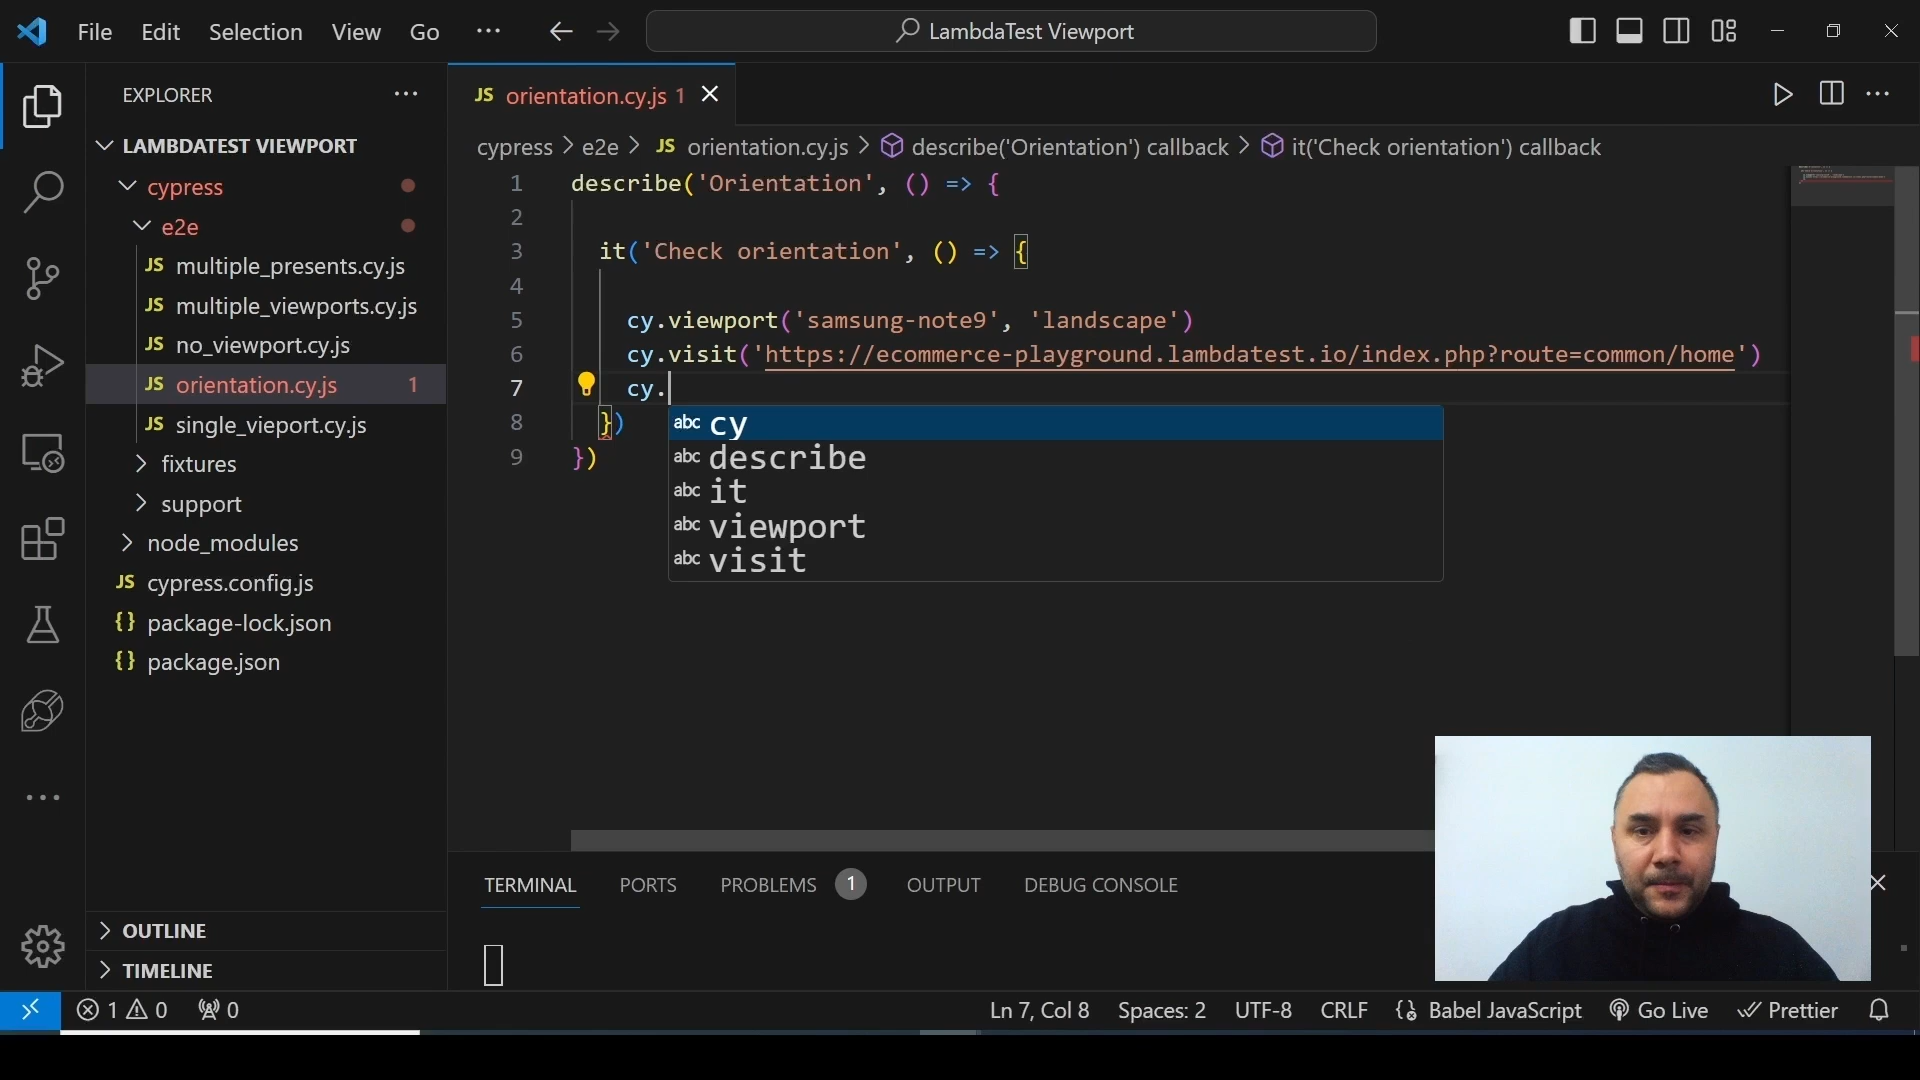 File Edit Selection View Go ··· LambdaTest Viewport
EXPLORER ···
LAMBDATEST VIEWPORT
cypress
e2e
JS multiple_presents.cy.js
JS multiple_viewports.cy.js
JS no_viewport.cy.js
JS orientation.cy.js 1
JS single_vieport.cy.js
fixtures
support
node_modules
JS cypress.config.js
{} package-lock.json
{} package.json
OUTLINE
TIMELINE
JS orientation.cy.js 1
cypress > e2e > JS orientation.cy.js > describe('Orientation') callback > it('Check orientation') callback
1 describe('Orientation', () => {
2
3 it('Check orientation', () => {
4
5 cy.viewport('samsung-note9', 'landscape')
6 cy.visit('https://ecommerce-playground.lambdatest.io/index.php?route=common/home')
7 cy.
8 })
9 })
abc cy
abc describe
abc it
abc viewport
abc visit
TERMINAL PORTS PROBLEMS 1 OUTPUT DEBUG CONSOLE
1 0 0 Ln 7, Col 8 Spaces: 2 UTF-8 CRLF Babel JavaScript Go Live Prettier